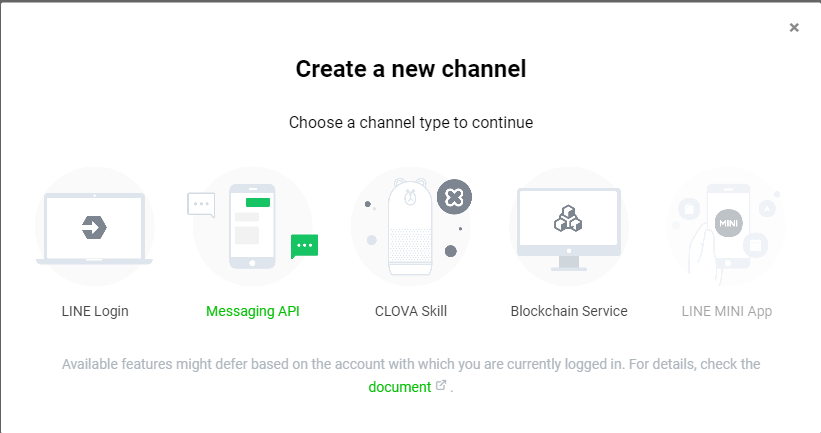 ×
Create a new channel
Choose a channel type to continue
MINI
LINE Login
Messaging API
CLOVA Skill
Blockchain Service
LINE MINI App
Available features might defer based on the account with which you are currently logged in. For details, check the
document .